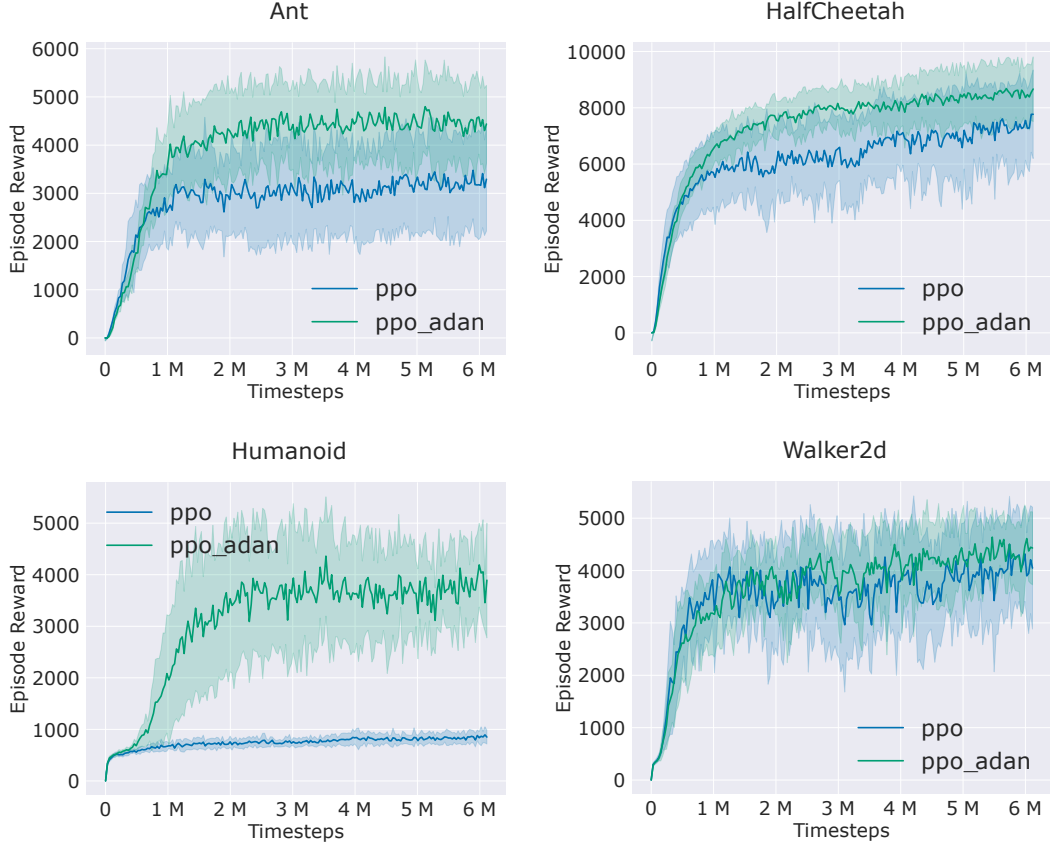 Ant
6000
5000
4000
3000
2000
1000
0
Episode Reward
ppo
ppo_adan
0 1 M 2 M 3 M 4 M 5 M 6 M
Timesteps
HalfCheetah
10000
8000
6000
4000
2000
0
Episode Reward
ppo
ppo_adan
0 1 M 2 M 3 M 4 M 5 M 6 M
Timesteps
Humanoid
5000
4000
3000
2000
1000
0
Episode Reward
ppo
ppo_adan
0 1 M 2 M 3 M 4 M 5 M 6 M
Timesteps
Walker2d
5000
4000
3000
2000
1000
0
Episode Reward
ppo
ppo_adan
0 1 M 2 M 3 M 4 M 5 M 6 M
Timesteps